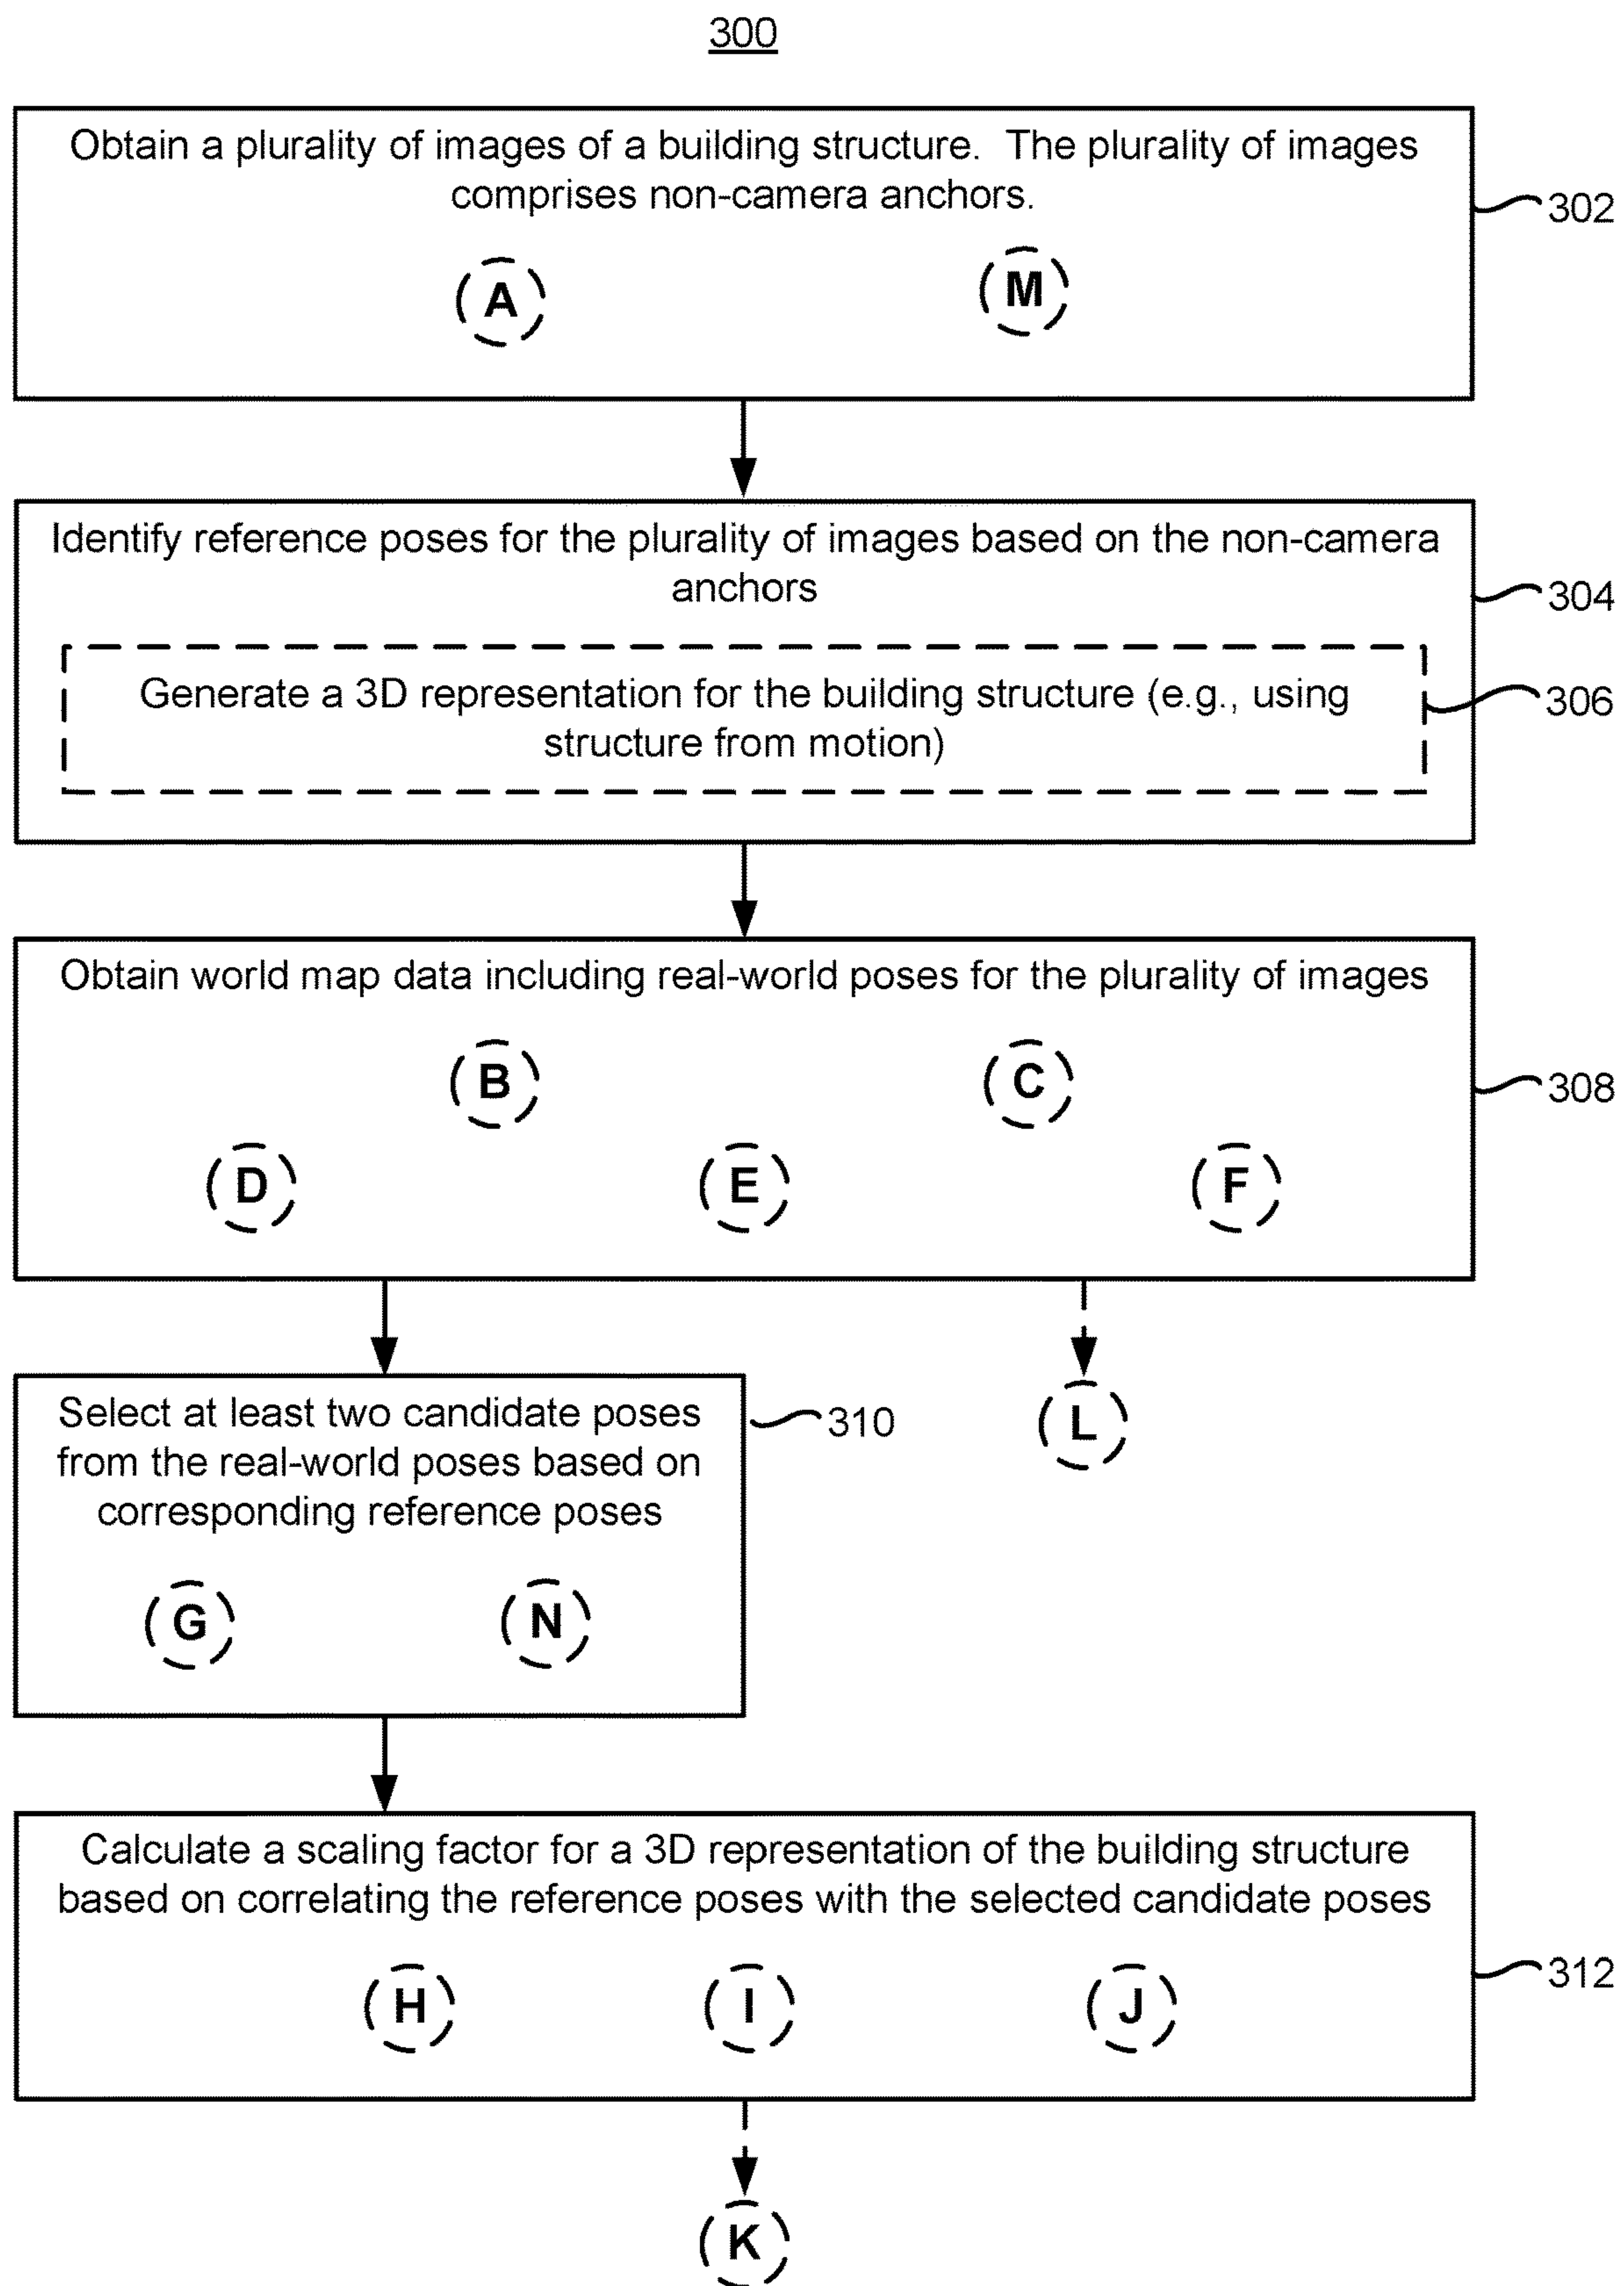 300
Obtain a plurality of images of a building structure.  The plurality of images
comprises non-camera anchors.
302
A M
Identify reference poses for the plurality of images based on the non-camera
anchors
304
Generate a 3D representation for the building structure (e.g., using
structure from motion)
306
Obtain world map data including real-world poses for the plurality of images
B C
308
D E F
Select at least two candidate poses
from the real-world poses based on
corresponding reference poses
310
L
G N
Calculate a scaling factor for a 3D representation of the building structure
based on correlating the reference poses with the selected candidate poses
312
H I J
K